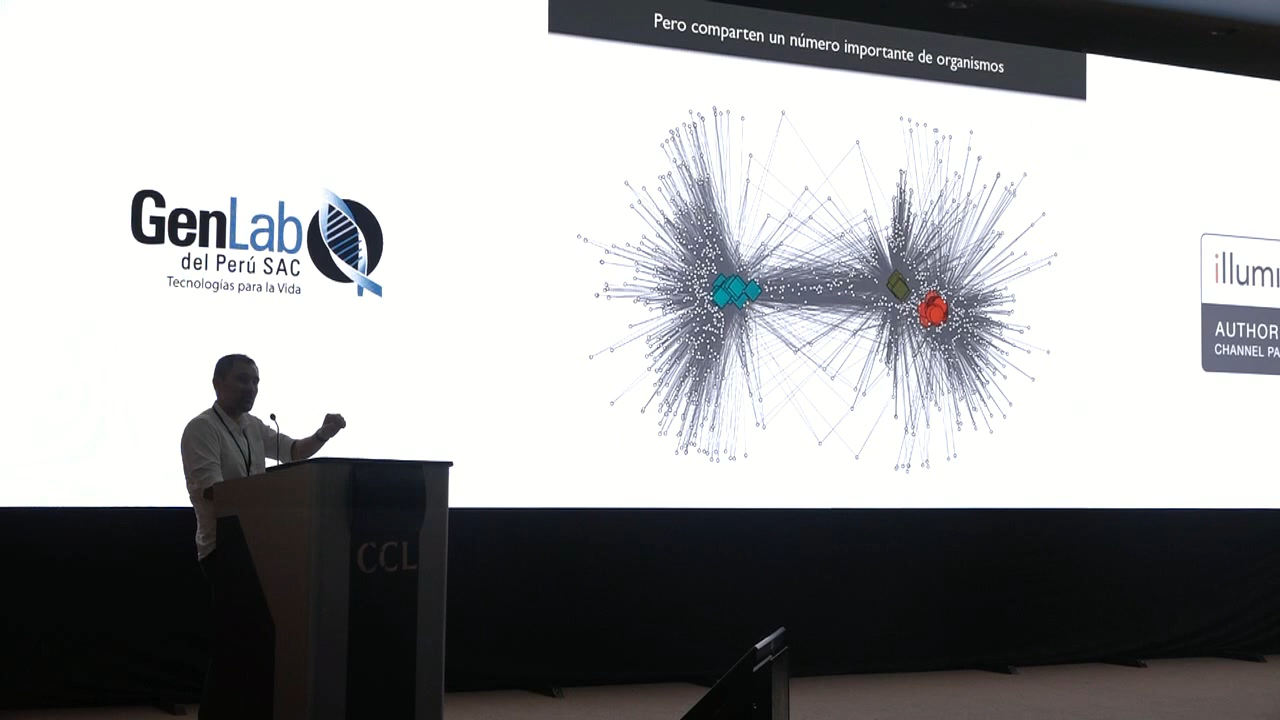 Pero comparten un número importante de organismos
GenLab
del Perú SAC
Tecnologías para la Vida
illumi
AUTHOR
CHANNEL PA
CCL